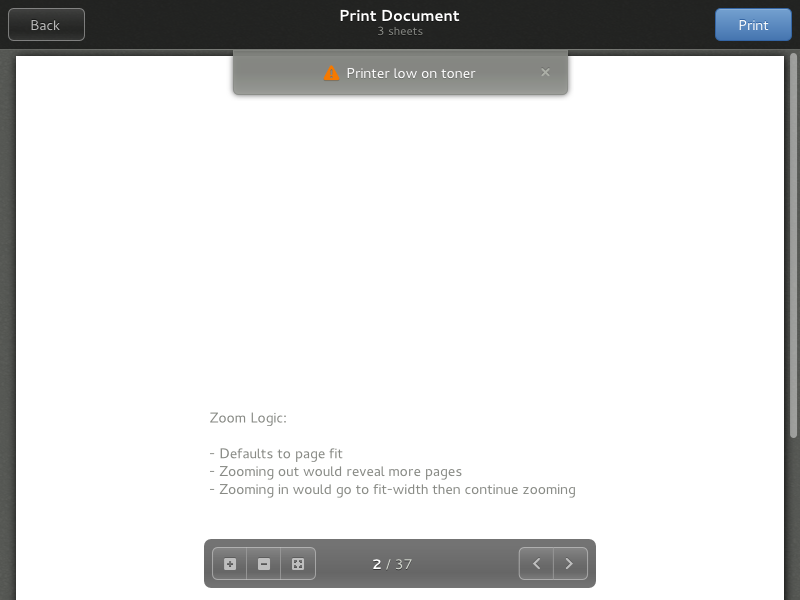 Back
Print Document
3 sheets
Print
Printer low on toner
Zoom Logic:
- Defaults to page fit
- Zooming out would reveal more pages
- Zooming in would go to fit-width then continue zooming
2 / 37